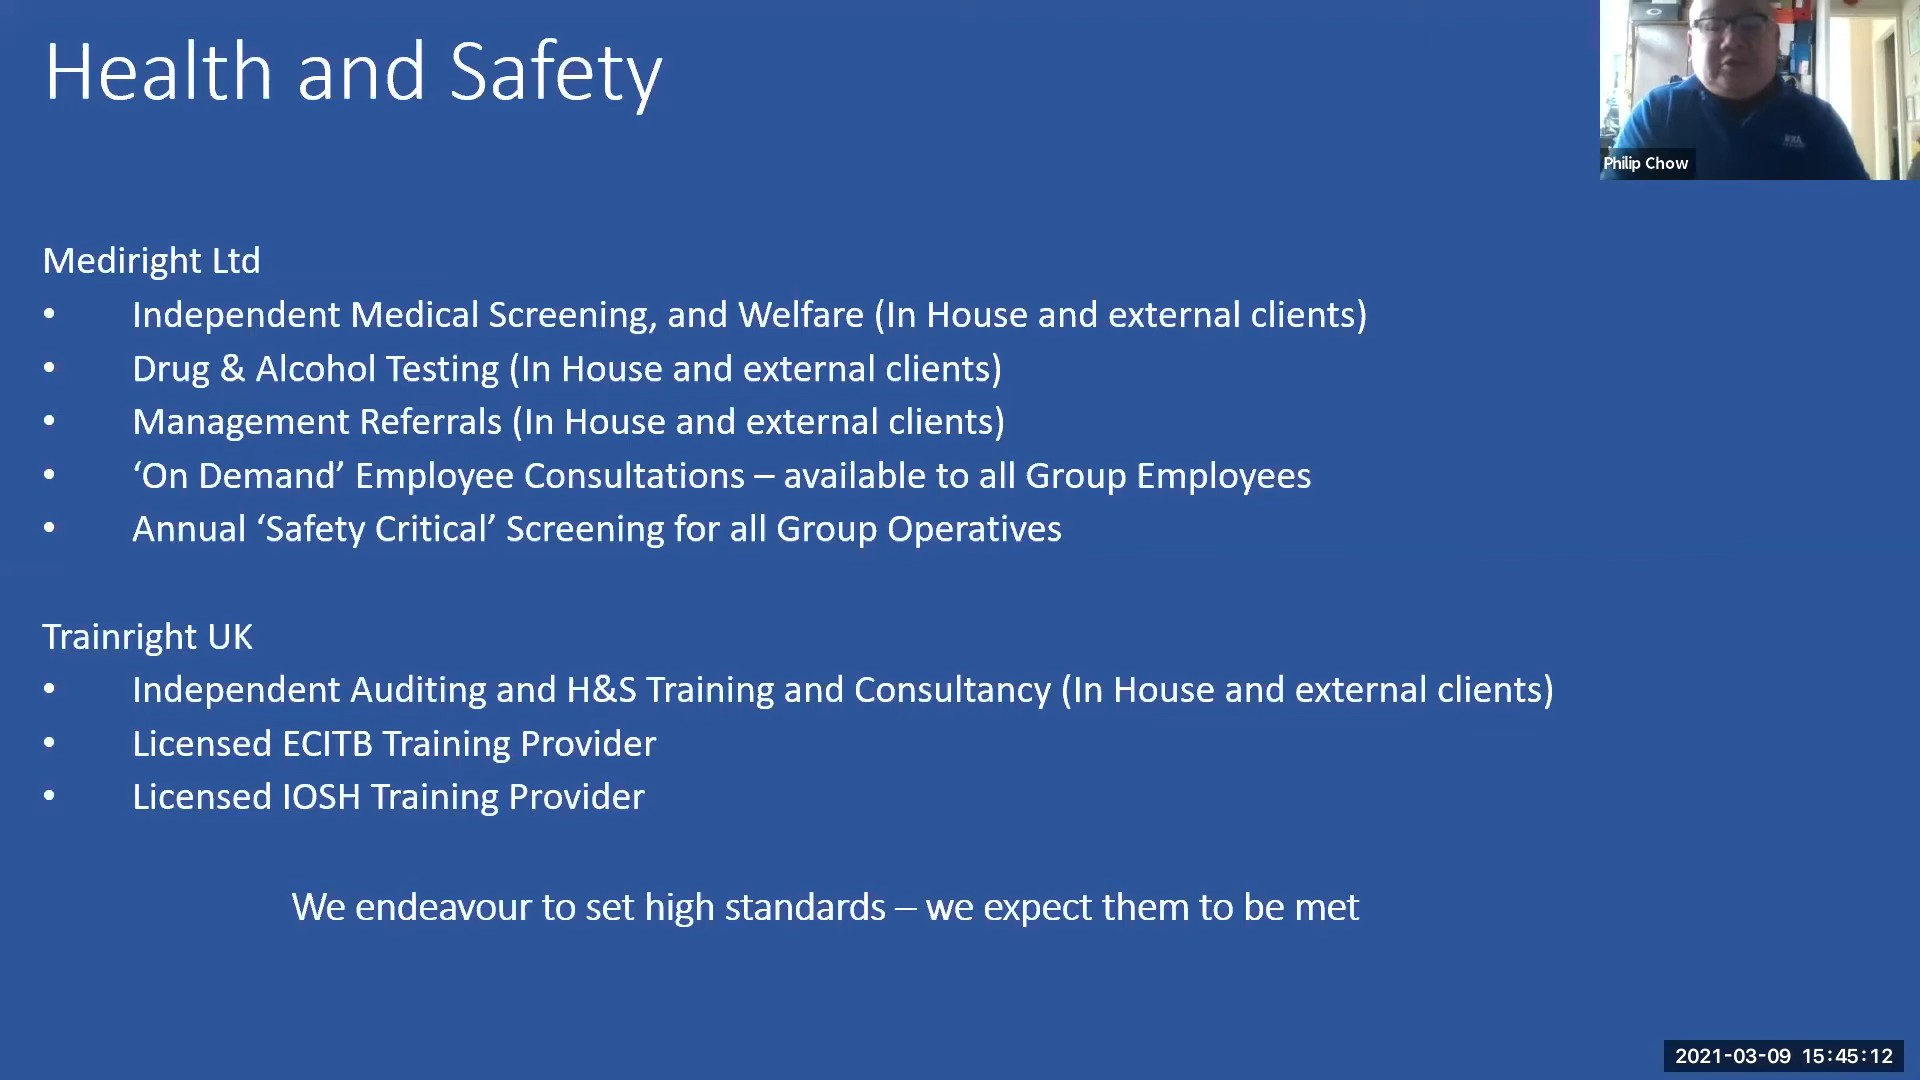 Health and Safety
Philip Chow
Mediright Ltd
• Independent Medical Screening, and Welfare (In House and external clients)
• Drug & Alcohol Testing (In House and external clients)
• Management Referrals (In House and external clients)
• ‘On Demand’ Employee Consultations – available to all Group Employees
• Annual ‘Safety Critical’ Screening for all Group Operatives
Trainright UK
• Independent Auditing and H&S Training and Consultancy (In House and external clients)
• Licensed ECITB Training Provider
• Licensed IOSH Training Provider
We endeavour to set high standards – we expect them to be met
2021-03-09 15:45:12